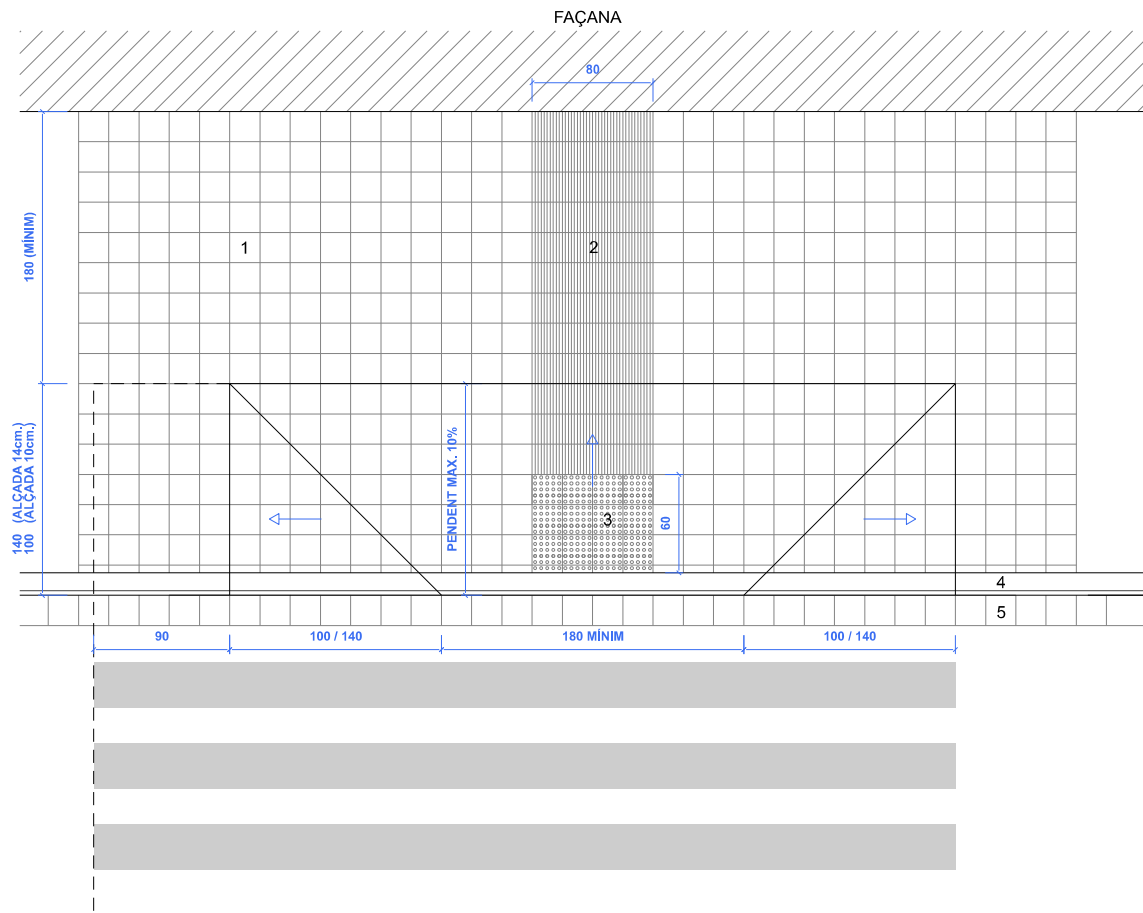 FAÇANA
80
180 (MÍNIM)
1
2
140 (ALÇADA 14cm.)
100 (ALÇADA 10cm.)
PENDENT MAX. 10%
3
60
4
5
90
100 / 140
180 MÍNIM
100 / 140